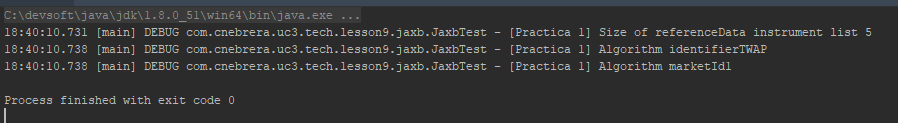 C:\devsoft\java\jdk\1.8.0_51\win64\bin\java.exe ...
18:40:10.731 [main] DEBUG com.cnebrera.uc3.tech.lesson9.jaxb.JaxbTest - [Practica 1] Size of referenceData instrument list 5
18:40:10.738 [main] DEBUG com.cnebrera.uc3.tech.lesson9.jaxb.JaxbTest - [Practica 1] Algorithm identifierTWAP
18:40:10.738 [main] DEBUG com.cnebrera.uc3.tech.lesson9.jaxb.JaxbTest - [Practica 1] Algorithm marketId1
Process finished with exit code 0